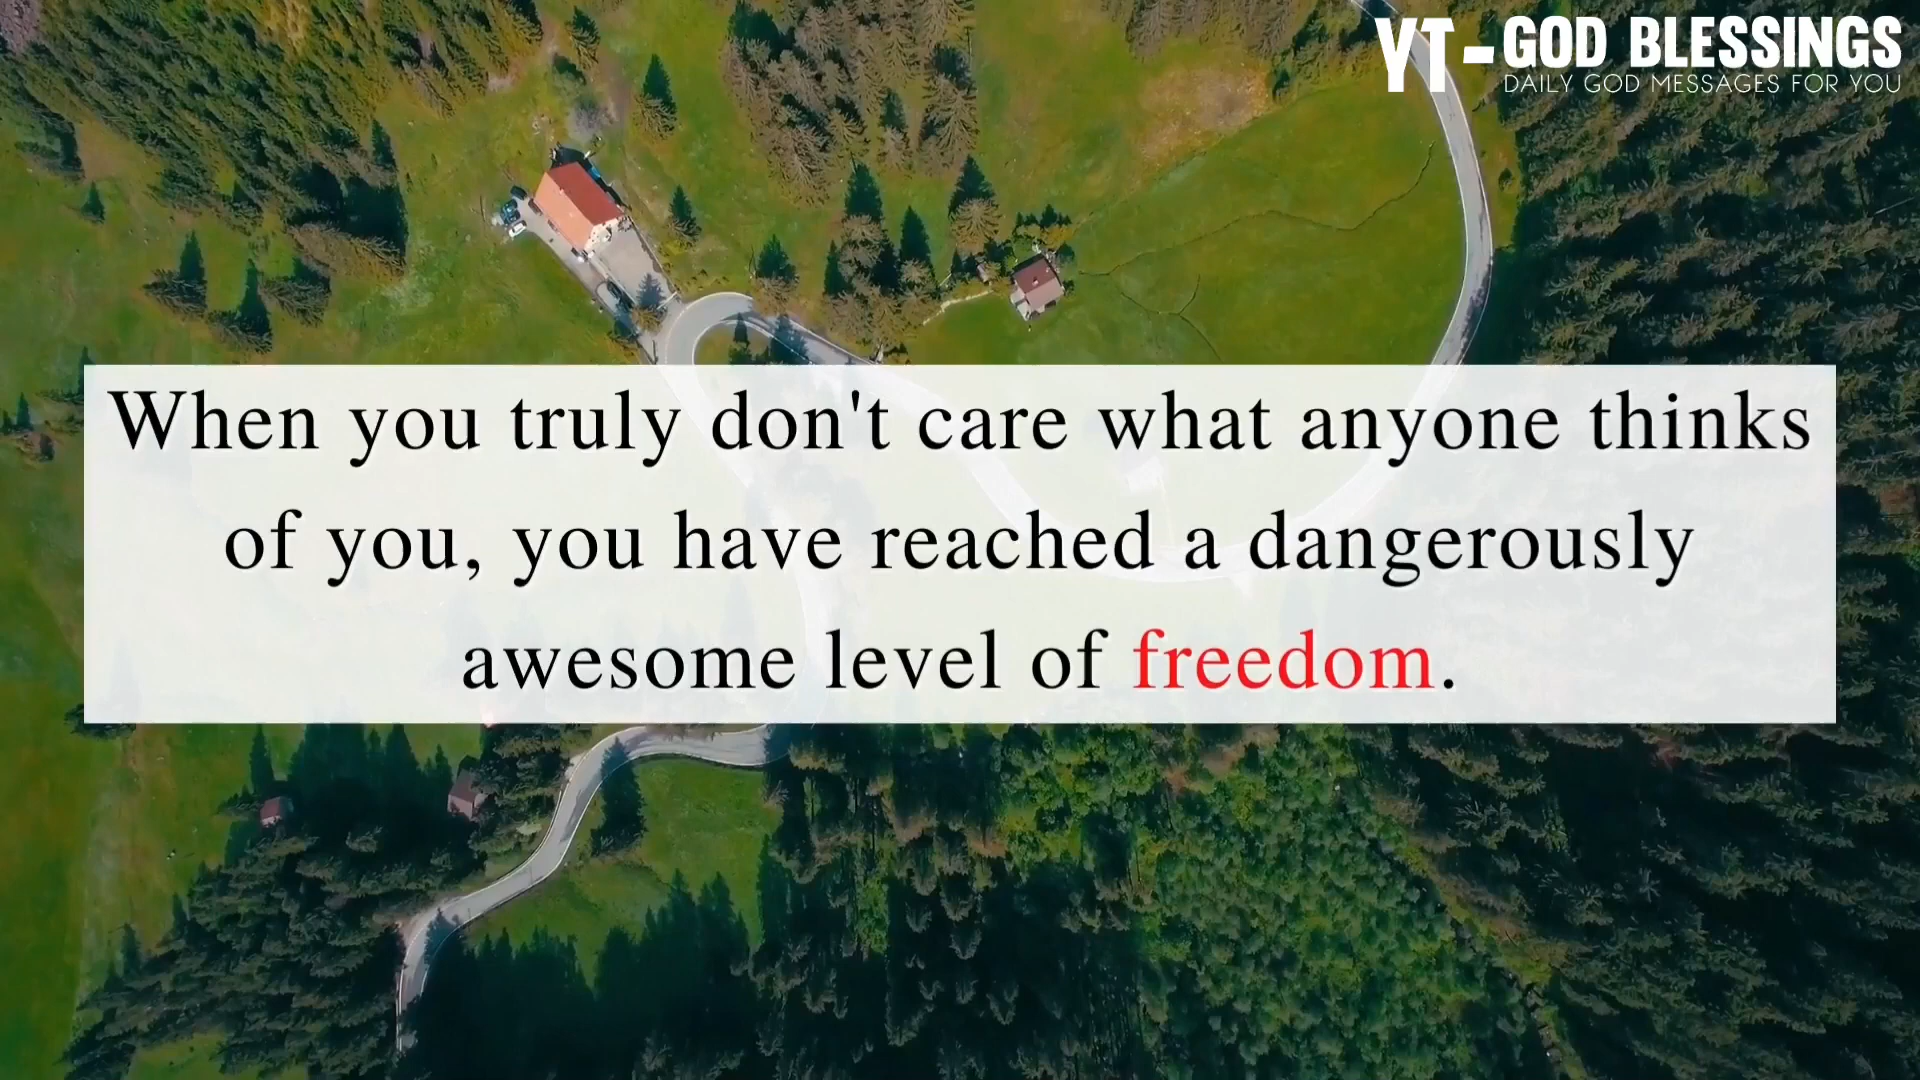 YT-GOD BLESSINGS
DAILY GOD MESSAGES FOR YOU
When you truly don't care what anyone thinks
of you, you have reached a dangerously
awesome level of freedom.